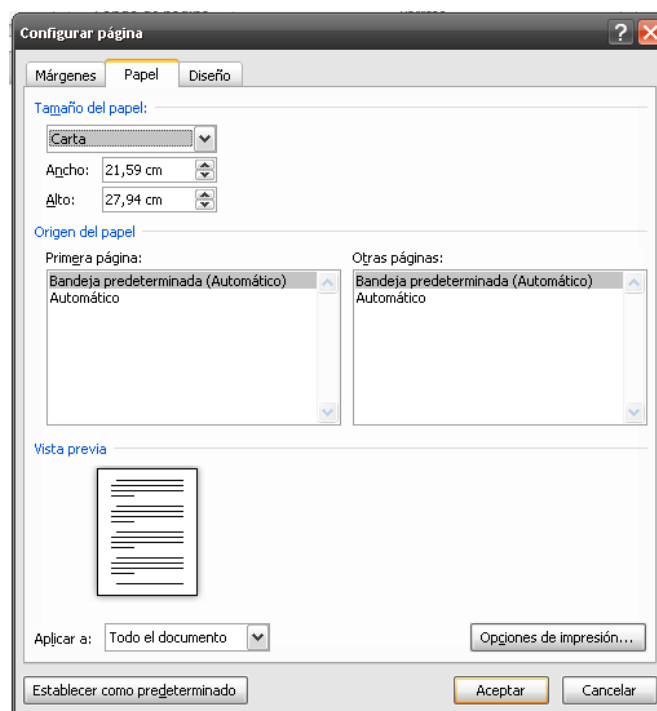 Configurar página
Márgenes Papel Diseño
Tamaño del papel:
Carta
Ancho: 21,59 cm
Alto: 27,94 cm
Origen del papel
Primera página: Otras páginas:
Bandeja predeterminada (Automático) Bandeja predeterminada (Automático)
Automático Automático
Vista previa
Aplicar a: Todo el documento Opciones de impresión...
Establecer como predeterminado Aceptar Cancelar